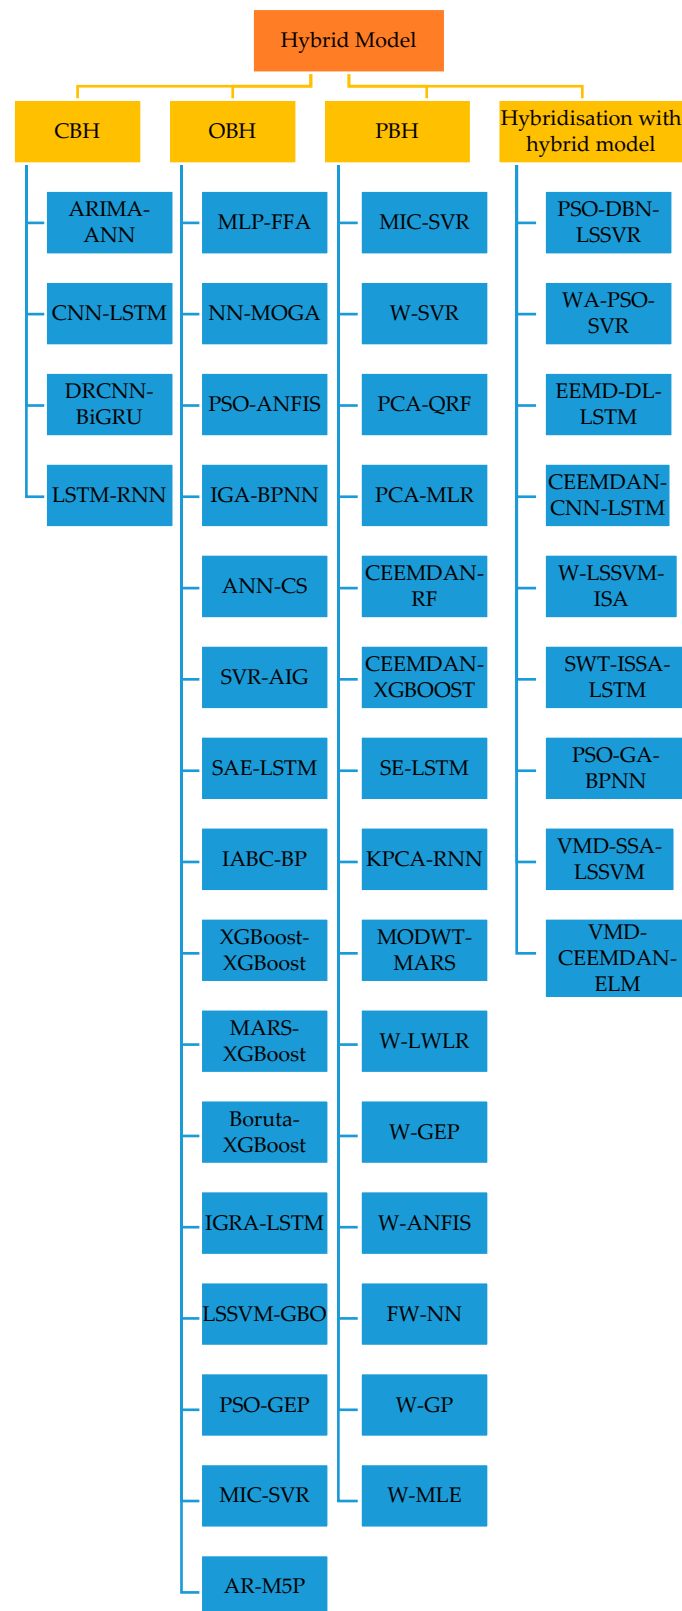 Hybrid Model
CBH
OBH
PBH
Hybridisation with
hybrid model
ARIMA-
ANN
CNN-LSTM
DRCNN-
BiGRU
LSTM-RNN
MLP-FFA
NN-MOGA
PSO-ANFIS
IGA-BPNN
ANN-CS
SVR-AIG
SAE-LSTM
IABC-BP
XGBoost-
XGBoost
MARS-
XGBoost
Boruta-
XGBoost
IGRA-LSTM
LSSVM-GBO
PSO-GEP
MIC-SVR
AR-M5P
MIC-SVR
W-SVR
PCA-QRF
PCA-MLR
CEEMDAN-
RF
CEEMDAN-
XGBOOST
SE-LSTM
KPCA-RNN
MODWT-
MARS
W-LWLR
W-GEP
W-ANFIS
FW-NN
W-GP
W-MLE
PSO-DBN-
LSSVR
WA-PSO-
SVR
EEMD-DL-
LSTM
CEEMDAN-
CNN-LSTM
W-LSSVM-
ISA
SWT-ISSA-
LSTM
PSO-GA-
BPNN
VMD-SSA-
LSSVM
VMD-
CEEMDAN-
ELM